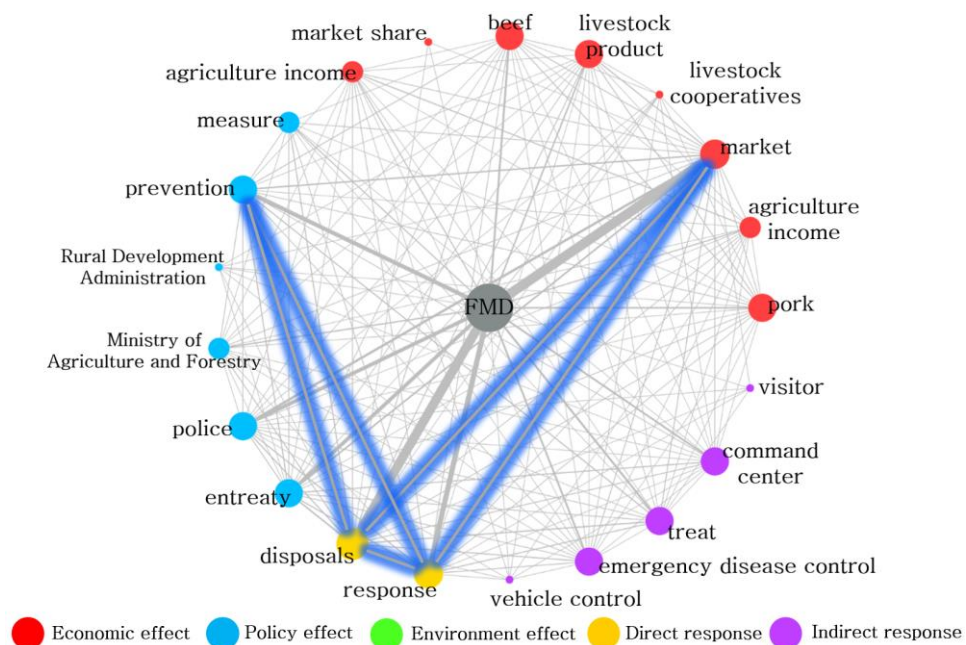 market share
beef
livestock
product
agriculture income
livestock
cooperatives
measure
market
prevention
agriculture
income
Rural Development
Administration
FMD
pork
Ministry of
Agriculture and Forestry
visitor
police
command
center
entreaty
treat
disposals
emergency disease control
response
vehicle control
Economic effect
Policy effect
Environment effect
Direct response
Indirect response